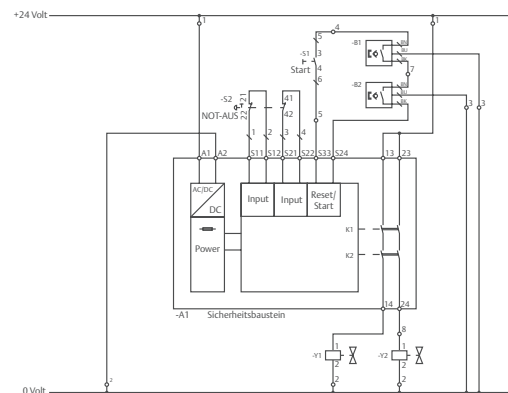 +24 Volt
1
4
1
5
-B1
BN
BU
BK
-S1
3
Start
4
7
6
-B2
BN
BU
BK
-S2
21
22
NOT-AUS
41
42
5
3
3
1
2
3
4
A1
A2
S11
S12
S21
S22
S33
S24
13
23
AC/DC
DC
Input
Input
Reset/
Start
Power
K1
K2
14
24
-A1
Sicherheitsbaustein
8
-Y1
1
2
-Y2
1
2
2
2
2
0 Volt